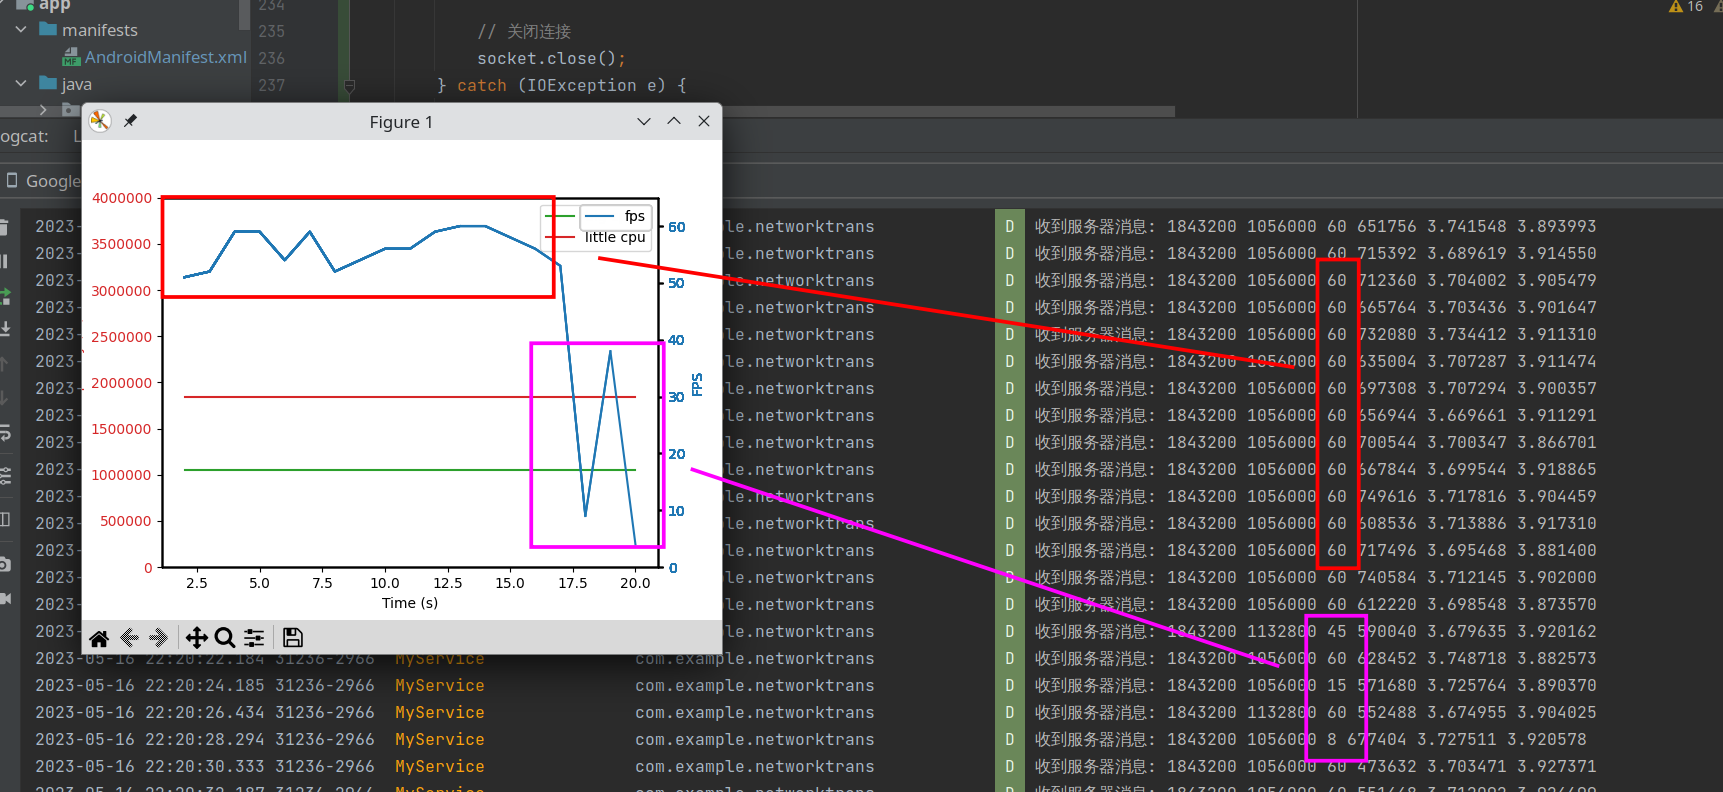 app
234
16
manifests
235 // 关闭连接
AndroidManifest.xml
236 socket.close();
java
237 } catch (IOException e) {
Figure 1
ogcat:
Google
4000000
3500000
3000000
2500000
2000000
1500000
1000000
500000
0
fps
little cpu
60
50
40
30
20
10
0
FPS
2.5 5.0 7.5 10.0 12.5 15.0 17.5 20.0
Time (s)
2023- ple.networktrans D 收到服务器消息: 1843200 1056000 60 651756 3.741548 3.893993
2023- le.networktrans D 收到服务器消息: 1843200 1056000 60 715392 3.689619 3.914550
2023- le.networktrans D 收到服务器消息: 1843200 1056000 60 712360 3.704002 3.905479
2023- le.networktrans D 收到服务器消息: 1843200 1056000 60 665764 3.703436 3.901647
2023- le.networktrans D 收到服务器消息: 1843200 1056000 60 732080 3.734412 3.911310
2023- le.networktrans D 收到服务器消息: 1843200 1056000 60 635004 3.707287 3.911474
2023- le.networktrans D 收到服务器消息: 1843200 1056000 60 697308 3.707294 3.900357
2023- le.networktrans D 收到服务器消息: 1843200 1056000 60 656944 3.669661 3.911291
2023- le.networktrans D 收到服务器消息: 1843200 1056000 60 700544 3.700347 3.866701
2023- le.networktrans D 收到服务器消息: 1843200 1056000 60 667844 3.699544 3.918865
2023- le.networktrans D 收到服务器消息: 1843200 1056000 60 749616 3.717816 3.904459
2023- le.networktrans D 收到服务器消息: 1843200 1056000 60 608536 3.713886 3.917310
2023- le.networktrans D 收到服务器消息: 1843200 1056000 60 717496 3.695468 3.881400
2023- le.networktrans D 收到服务器消息: 1843200 1056000 60 740584 3.712145 3.902000
2023- le.networktrans D 收到服务器消息: 1843200 1056000 60 612220 3.698548 3.873570
2023- le.networktrans D 收到服务器消息: 1843200 1132800 45 590040 3.679635 3.920162
2023-05-16 22:20:22.184 31236-2966 MyService com.example.networktrans D 收到服务器消息: 1843200 1056000 60 628452 3.748718 3.882573
2023-05-16 22:20:24.185 31236-2966 MyService com.example.networktrans D 收到服务器消息: 1843200 1056000 15 571680 3.725764 3.890370
2023-05-16 22:20:26.434 31236-2966 MyService com.example.networktrans D 收到服务器消息: 1843200 1132800 60 552488 3.674955 3.904025
2023-05-16 22:20:28.294 31236-2966 MyService com.example.networktrans D 收到服务器消息: 1843200 1056000 8 677404 3.727511 3.920578
2023-05-16 22:20:30.333 31236-2966 MyService com.example.networktrans D 收到服务器消息: 1843200 1056000 60 473632 3.703471 3.927371